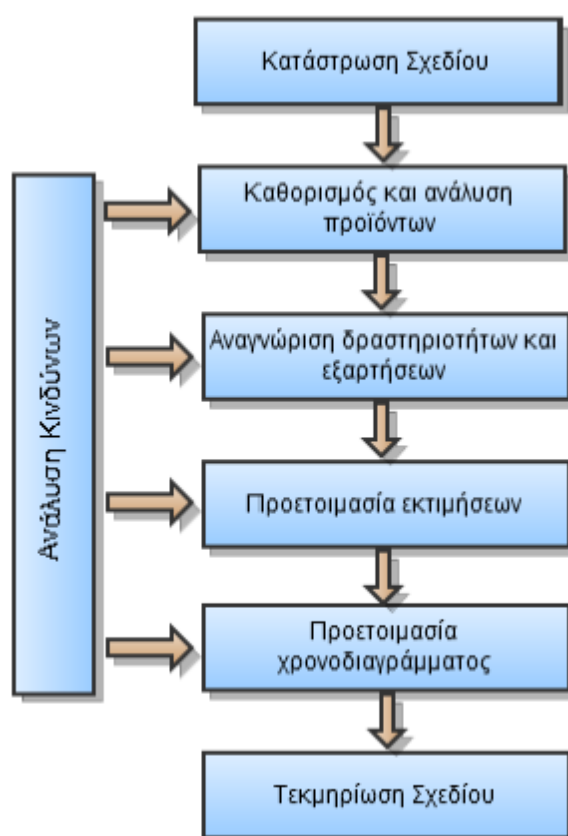 Κατάστρωση Σχεδίου
Καθορισμός και ανάλυση
προϊόντων
Αναγνώριση δραστηριοτήτων και
εξαρτήσεων
Προετοιμασία εκτιμήσεων
Προετοιμασία
χρονοδιαγράμματος
Τεκμηρίωση Σχεδίου
Ανάλυση Κινδύνων